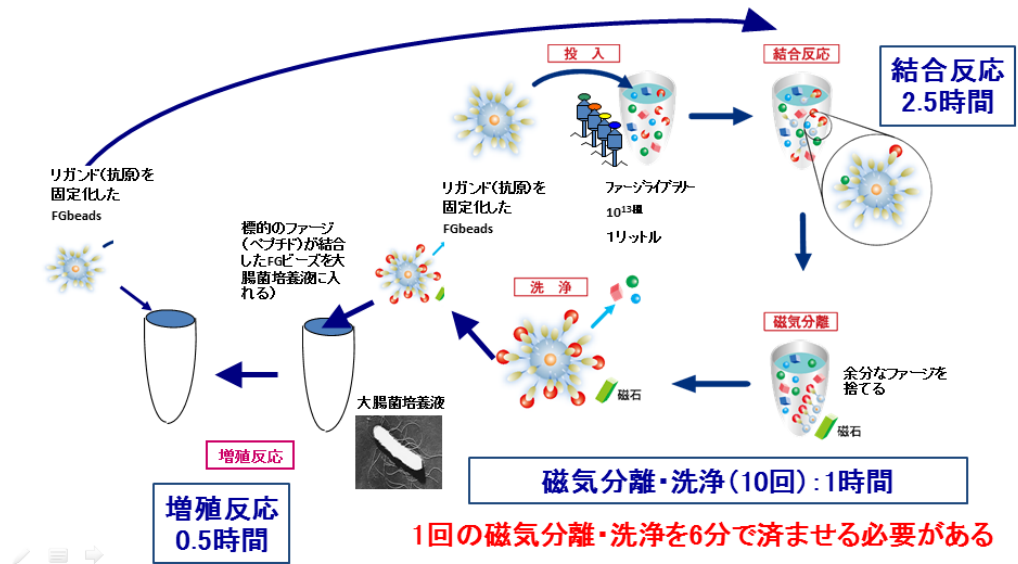 投 入
結合反応
結合反応
2.5時間
リガンド(抗原)を
固定化した
FGbeads
リガンド(抗原)を
固定化した
FGbeads
ファージライブラトー
10¹³種
1リットル
標的のファージ
(ペプチド)が結合
したFGビーズを大
腸菌培養液に入
れる)
洗 浄
磁石
磁気分離
余分なファージを
捨てる
磁石
大腸菌培養液
増殖反応
増殖反応
0.5時間
磁気分離・洗浄(10回):1時間
1回の磁気分離・洗浄を6分で済ませる必要がある